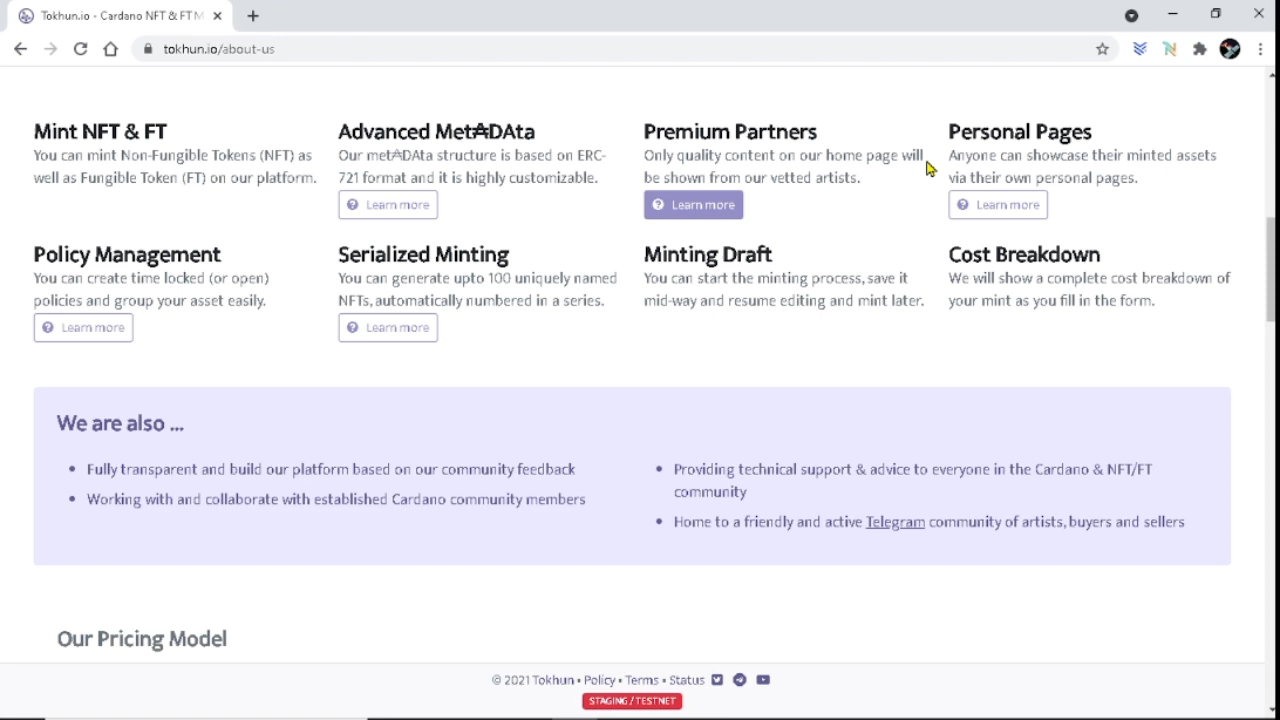 Tokhun.io - Cardano NFT & FT M
tokhun.io/about-us
Mint NFT & FT
You can mint Non-Fungible Tokens (NFT) as
well as Fungible Token (FT) on our platform.
Advanced Met₳DAta
Our met₳DAta structure is based on ERC-
721 format and it is highly customizable.
Learn more
Premium Partners
Only quality content on our home page will
be shown from our vetted artists.
Learn more
Personal Pages
Anyone can showcase their minted assets
via their own personal pages.
Learn more
Policy Management
You can create time locked (or open)
policies and group your asset easily.
Learn more
Serialized Minting
You can generate upto 100 uniquely named
NFTs, automatically numbered in a series.
Learn more
Minting Draft
You can start the minting process, save it
mid-way and resume editing and mint later.
Cost Breakdown
We will show a complete cost breakdown of
your mint as you fill in the form.
We are also ...
• Fully transparent and build our platform based on our community feedback
• Working with and collaborate with established Cardano community members
• Providing technical support & advice to everyone in the Cardano & NFT/FT
community
• Home to a friendly and active Telegram community of artists, buyers and sellers
Our Pricing Model
© 2021 Tokhun • Policy • Terms • Status
STAGING / TESTNET